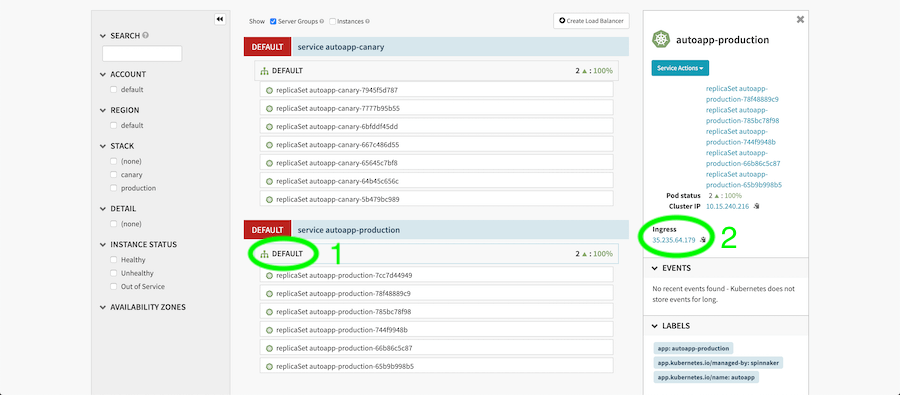 SEARCH
ACCOUNT
default
REGION
default
STACK
(none)
canary
production
DETAIL
(none)
INSTANCE STATUS
Healthy
Unhealthy
Out of Service
AVAILABILITY ZONES
Show Server Groups Instances
Create Load Balancer
DEFAULT service autoapp-canary
DEFAULT 2 : 100%
replicaSet autoapp-canary-7945f5d787
replicaSet autoapp-canary-7777b95b55
replicaSet autoapp-canary-6bfddf45dd
replicaSet autoapp-canary-667c486d55
replicaSet autoapp-canary-65645c7bf8
replicaSet autoapp-canary-64b45c656c
replicaSet autoapp-canary-5b479bc989
DEFAULT service autoapp-production
DEFAULT 1 2 : 100%
replicaSet autoapp-production-7cc7d44949
replicaSet autoapp-production-78f48889c9
replicaSet autoapp-production-785bc78f98
replicaSet autoapp-production-744f9948b
replicaSet autoapp-production-66b86c5c87
replicaSet autoapp-production-65b9b998b5
autoapp-production
Service Actions
replicaSet autoapp-
production-78f48889c9
replicaSet autoapp-
production-785bc78f98
replicaSet autoapp-
production-744f9948b
replicaSet autoapp-
production-66b86c5c87
replicaSet autoapp-
production-65b9b998b5
Pod status 2 : 100%
Cluster IP 10.15.240.216
Ingress
35.235.64.179 2
EVENTS
No recent events found - Kubernetes does not
store events for long.
LABELS
app: autoapp-production
app.kubernetes.io/managed-by: spinnaker
app.kubernetes.io/name: autoapp